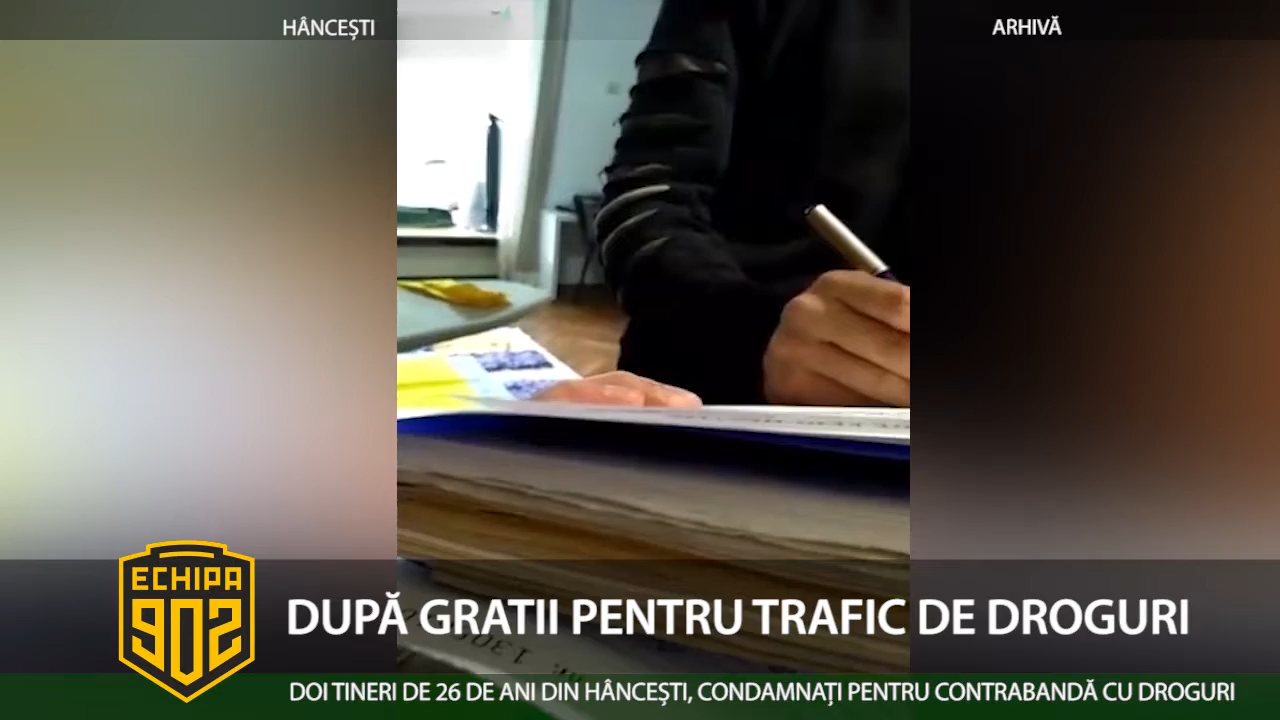 HÂNCEȘTI
ARHIVĂ
ECHIPA
902
DUPĂ GRATII PENTRU TRAFIC DE DROGURI
DOI TINERI DE 26 DE ANI DIN HÂNCEȘTI, CONDAMNAȚI PENTRU CONTRABANDĂ CU DROGURI